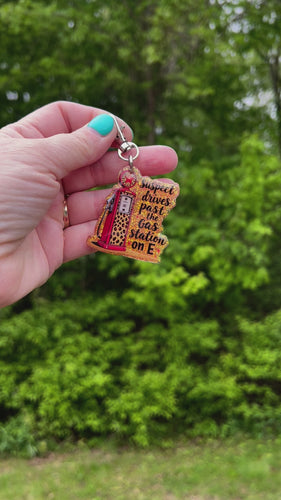 Suspect
drives
past
the
Gas
Station
on E